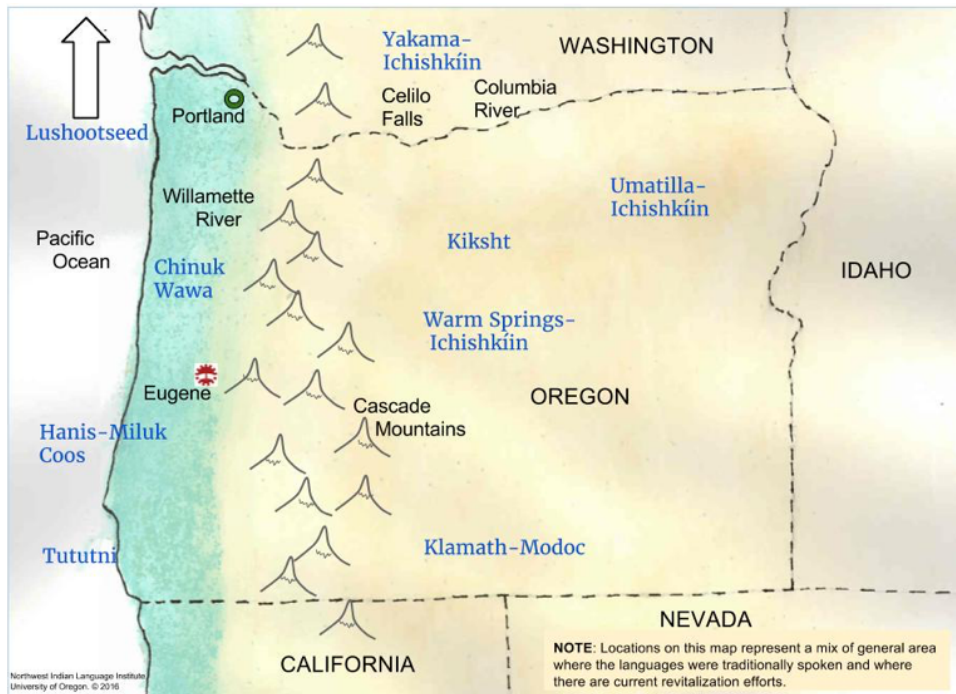 Yakama-
Ichishkíin
WASHINGTON
Celilo
Falls
Columbia
River
Portland
Lushootseed
Willamette
River
Umatilla-
Ichishkíin
Pacific
Ocean
Kiksht
Chinuk
Wawa
IDAHO
Warm Springs-
Ichishkíin
Eugene
OREGON
Cascade
Mountains
Hanis-Miluk
Coos
Tututni
Klamath-Modoc
NEVADA
CALIFORNIA
NOTE: Locations on this map represent a mix of general area
where the languages were traditionally spoken and where
there are current revitalization efforts.
Northwest Indian Language Institute,
University of Oregon. © 2016